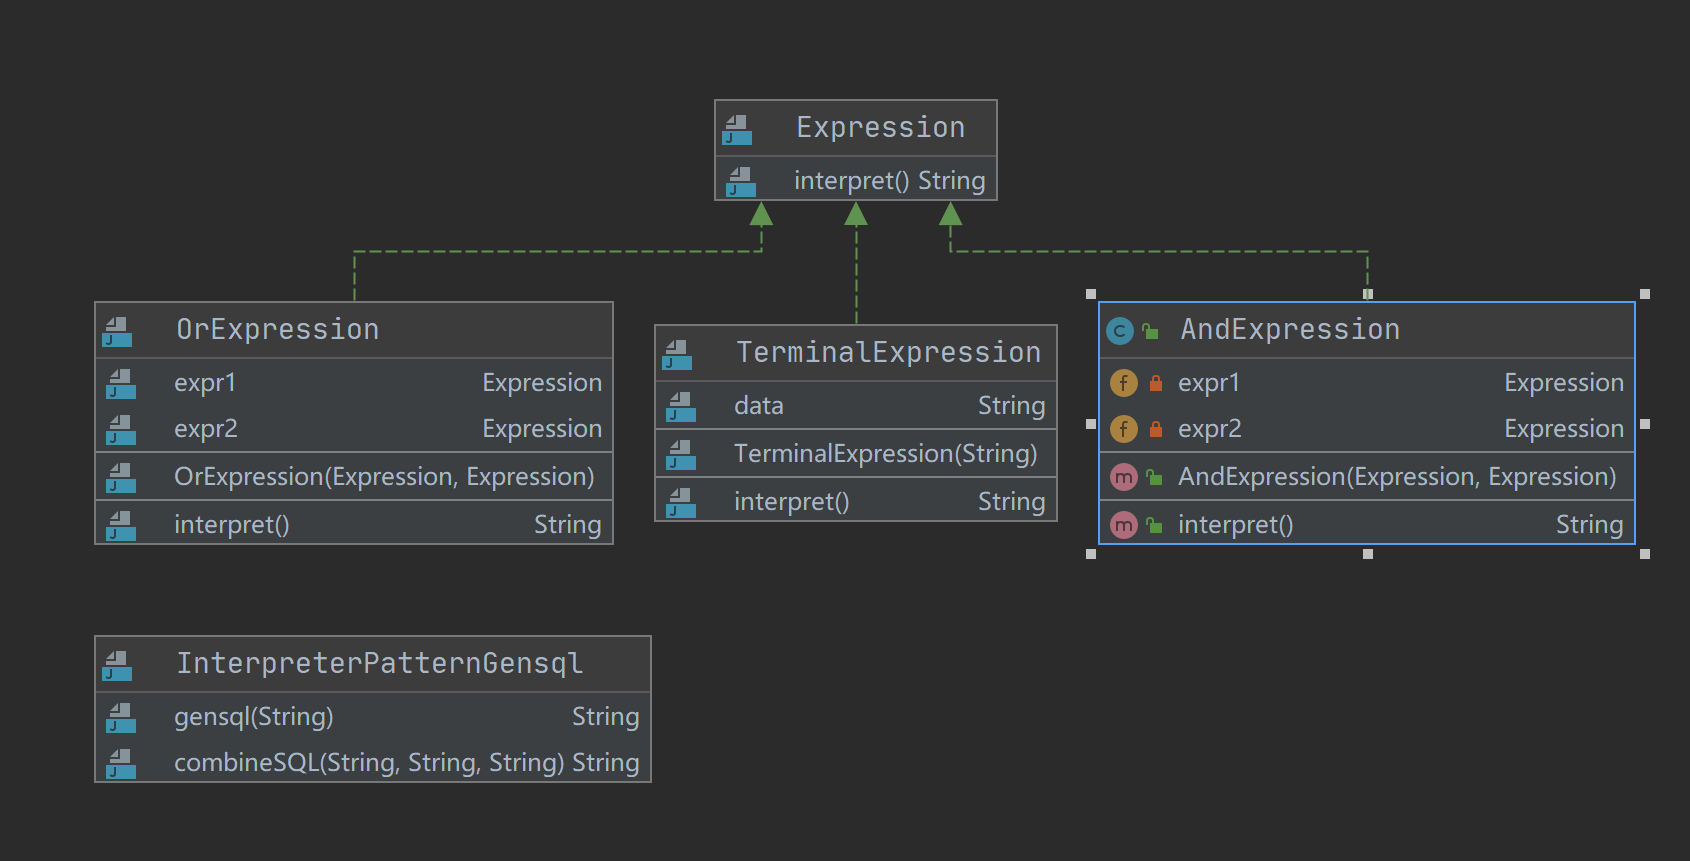 Expression
interpret() String
OrExpression
expr1 Expression
expr2 Expression
OrExpression(Expression, Expression)
interpret() String
TerminalExpression
data String
TerminalExpression(String)
interpret() String
AndExpression
expr1 Expression
expr2 Expression
AndExpression(Expression, Expression)
interpret() String
InterpreterPatternGensql
gensql(String) String
combineSQL(String, String, String) String